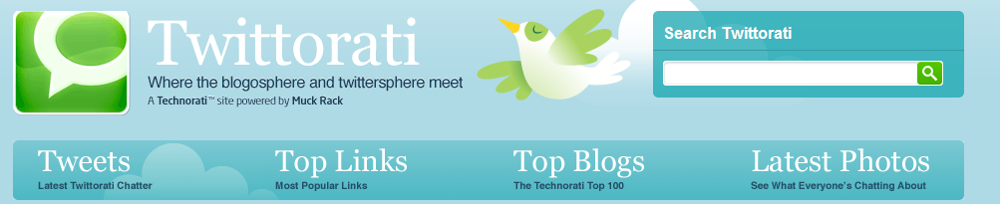 Twittorati
Where the blogosphere and twittersphere meet
A Technorati™ site powered by Muck Rack
Search Twittorati
Tweets
Latest Twittorati Chatter
Top Links
Most Popular Links
Top Blogs
The Technorati Top 100
Latest Photos
See What Everyone's Chatting About